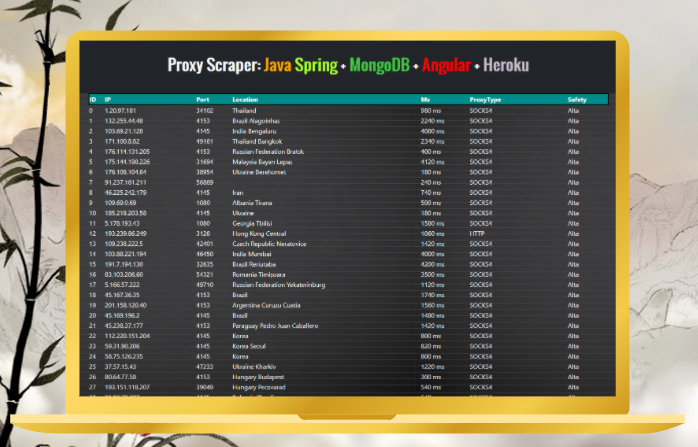 Proxy Scraper: Java Spring + MongoDB + Angular + Heroku
ID IP Port Location Ms ProxyType Safety
0 1.20.97.181 34102 Thailand 980 ms SOCKS4 Alta
1 132.255.44.48 4153 Brazil Alagoinhas 2240 ms SOCKS4 Alta
2 103.69.21.128 4145 India Bengaluru 4000 ms SOCKS4 Alta
3 171.100.8.82 49161 Thailand Bangkok 2340 ms SOCKS4 Alta
4 176.114.131.205 4153 Russian Federation Bratsk 400 ms SOCKS4 Alta
5 175.144.198.226 31694 Malaysia Bayan Lepas 4120 ms SOCKS4 Alta
6 176.108.104.84 38954 Ukraine Berehomet 180 ms SOCKS4 Alta
7 91.237.161.211 56869 240 ms SOCKS4 Alta
8 46.225.242.179 4145 Iran 740 ms SOCKS4 Alta
9 109.69.0.69 1080 Albania Tirana 500 ms SOCKS4 Alta
10 185.218.203.58 4145 Ukraine 180 ms SOCKS4 Alta
11 5.178.193.43 1080 Georgia Tbilisi 1580 ms SOCKS4 Alta
12 193.239.86.249 3128 Hong Kong Central 1060 ms HTTP Alta
13 109.238.222.5 42401 Czech Republic Neratovice 1420 ms SOCKS4 Alta
14 103.88.221.194 46450 India Mumbai 4000 ms SOCKS4 Alta
15 191.7.194.130 32635 Brazil Reriutaba 4200 ms SOCKS4 Alta
16 83.103.206.60 54321 Romania Timișoara 3500 ms SOCKS4 Alta
17 5.166.57.222 49710 Russian Federation Yekaterinburg 1120 ms SOCKS4 Alta
18 45.167.36.35 4153 Brazil 1740 ms SOCKS4 Alta
19 201.158.120.40 4153 Argentina Curuzu Cuatia 1560 ms SOCKS4 Alta
20 45.169.196.2 4145 Brazil 1480 ms SOCKS4 Alta
21 45.238.37.177 4153 Paraguay Pedro Juan Caballero 1420 ms SOCKS4 Alta
22 112.220.151.204 4145 Korea 800 ms SOCKS4 Alta
23 59.31.90.206 4145 Korea Seoul 820 ms SOCKS4 Alta
24 58.75.126.235 4145 Korea 800 ms SOCKS4 Alta
25 37.57.15.43 47233 Ukraine Kharkiv 1220 ms SOCKS4 Alta
26 80.64.77.58 4153 Hungary Budapest 300 ms SOCKS4 Alta
27 193.151.118.207 39049 Hungary Pecsvarad 540 ms SOCKS4 Alta